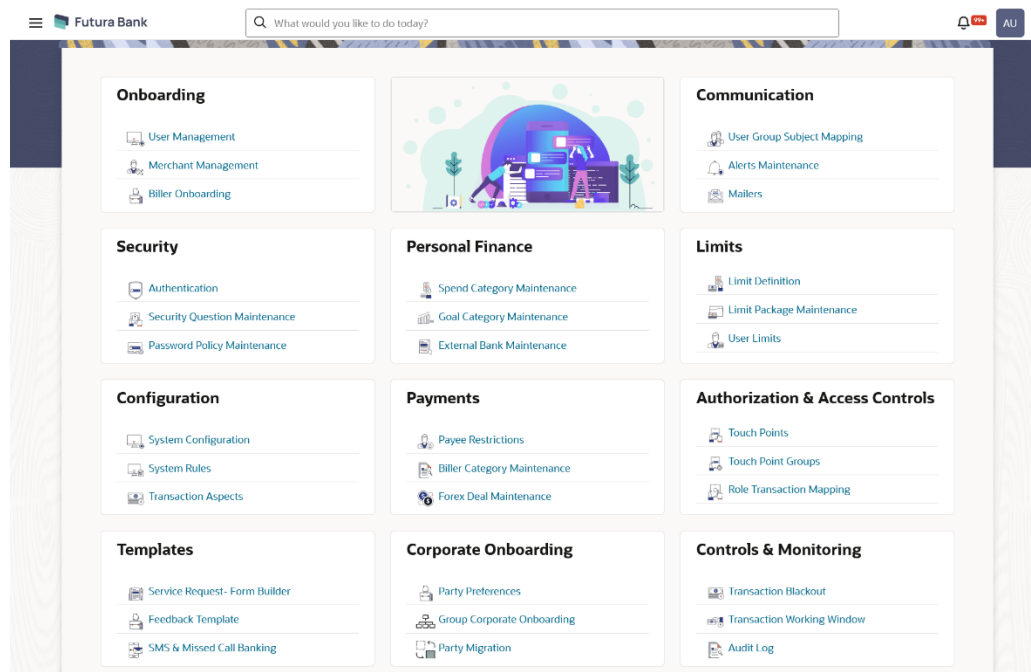 Futura Bank
What would you like to do today?
99+
AU
Onboarding
User Management
Merchant Management
Biller Onboarding
Communication
User Group Subject Mapping
Alerts Maintenance
Mailers
Security
Authentication
Security Question Maintenance
Password Policy Maintenance
Personal Finance
Spend Category Maintenance
Goal Category Maintenance
External Bank Maintenance
Limits
Limit Definition
Limit Package Maintenance
User Limits
Configuration
System Configuration
System Rules
Transaction Aspects
Payments
Payee Restrictions
Biller Category Maintenance
Forex Deal Maintenance
Authorization & Access Controls
Touch Points
Touch Point Groups
Role Transaction Mapping
Templates
Service Request- Form Builder
Feedback Template
SMS & Missed Call Banking
Corporate Onboarding
Party Preferences
Group Corporate Onboarding
Party Migration
Controls & Monitoring
Transaction Blackout
Transaction Working Window
Audit Log